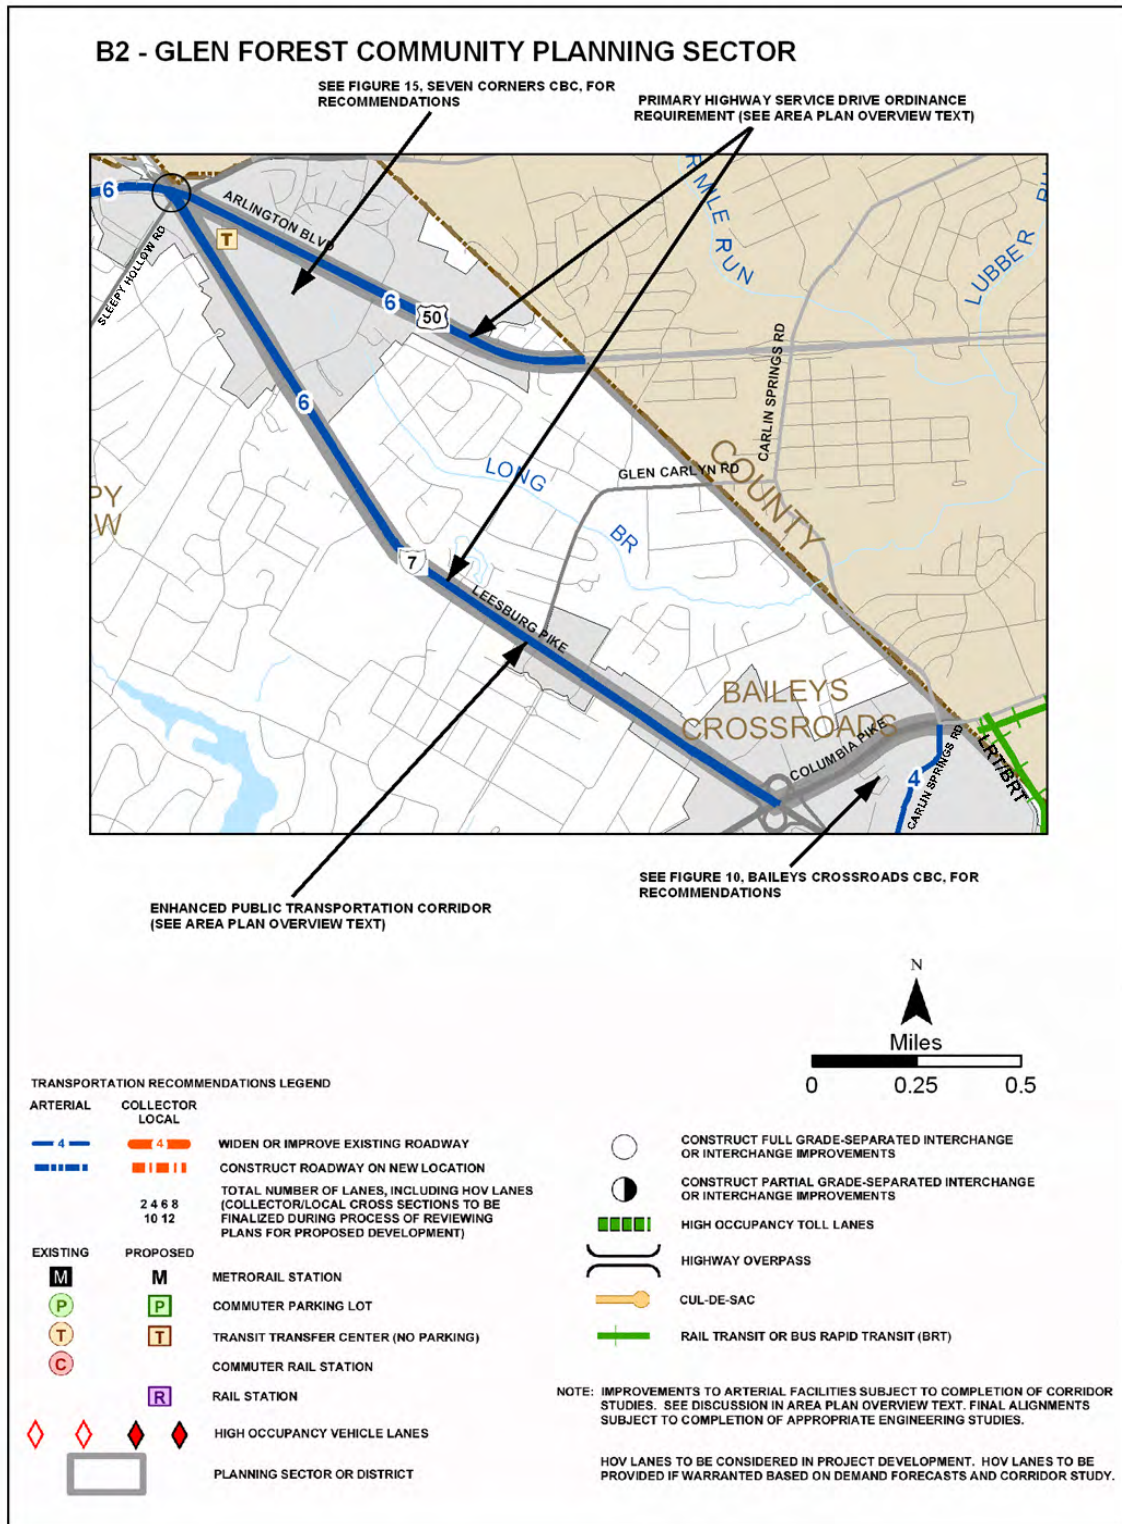 B2 - GLEN FOREST COMMUNITY PLANNING SECTOR
SEE FIGURE 15, SEVEN CORNERS CBC, FOR
RECOMMENDATIONS
PRIMARY HIGHWAY SERVICE DRIVE ORDINANCE
REQUIREMENT (SEE AREA PLAN OVERVIEW TEXT)
6
ARLINGTON BLVD
T
SLEEPY HOLLOW RD
R MILE RUN
LUBBER
6
50
6
CARLIN SPRINGS RD
GLEN CARLYN RD
COUNTY
LONG
BR
PY
W
7
LEESBURG PIKE
BAILEYS
CROSSROADS
COLUMBIA PIKE
4
CARLIN SPRINGS RD
LRT/BRT
ENHANCED PUBLIC TRANSPORTATION CORRIDOR
(SEE AREA PLAN OVERVIEW TEXT)
SEE FIGURE 10, BAILEYS CROSSROADS CBC, FOR
RECOMMENDATIONS
N
Miles
0 0.25 0.5
TRANSPORTATION RECOMMENDATIONS LEGEND
ARTERIAL
COLLECTOR
LOCAL
4 4 WIDEN OR IMPROVE EXISTING ROADWAY
CONSTRUCT ROADWAY ON NEW LOCATION
2 4 6 8
10 12
TOTAL NUMBER OF LANES, INCLUDING HOV LANES
(COLLECTOR/LOCAL CROSS SECTIONS TO BE
FINALIZED DURING PROCESS OF REVIEWING
PLANS FOR PROPOSED DEVELOPMENT)
EXISTING PROPOSED
M M METRORAIL STATION
P P COMMUTER PARKING LOT
T T TRANSIT TRANSFER CENTER (NO PARKING)
C COMMUTER RAIL STATION
R RAIL STATION
HIGH OCCUPANCY VEHICLE LANES
PLANNING SECTOR OR DISTRICT
CONSTRUCT FULL GRADE-SEPARATED INTERCHANGE
OR INTERCHANGE IMPROVEMENTS
CONSTRUCT PARTIAL GRADE-SEPARATED INTERCHANGE
OR INTERCHANGE IMPROVEMENTS
HIGH OCCUPANCY TOLL LANES
HIGHWAY OVERPASS
CUL-DE-SAC
RAIL TRANSIT OR BUS RAPID TRANSIT (BRT)
NOTE: IMPROVEMENTS TO ARTERIAL FACILITIES SUBJECT TO COMPLETION OF CORRIDOR
STUDIES. SEE DISCUSSION IN AREA PLAN OVERVIEW TEXT. FINAL ALIGNMENTS
SUBJECT TO COMPLETION OF APPROPRIATE ENGINEERING STUDIES.
HOV LANES TO BE CONSIDERED IN PROJECT DEVELOPMENT. HOV LANES TO BE
PROVIDED IF WARRANTED BASED ON DEMAND FORECASTS AND CORRIDOR STUDY.